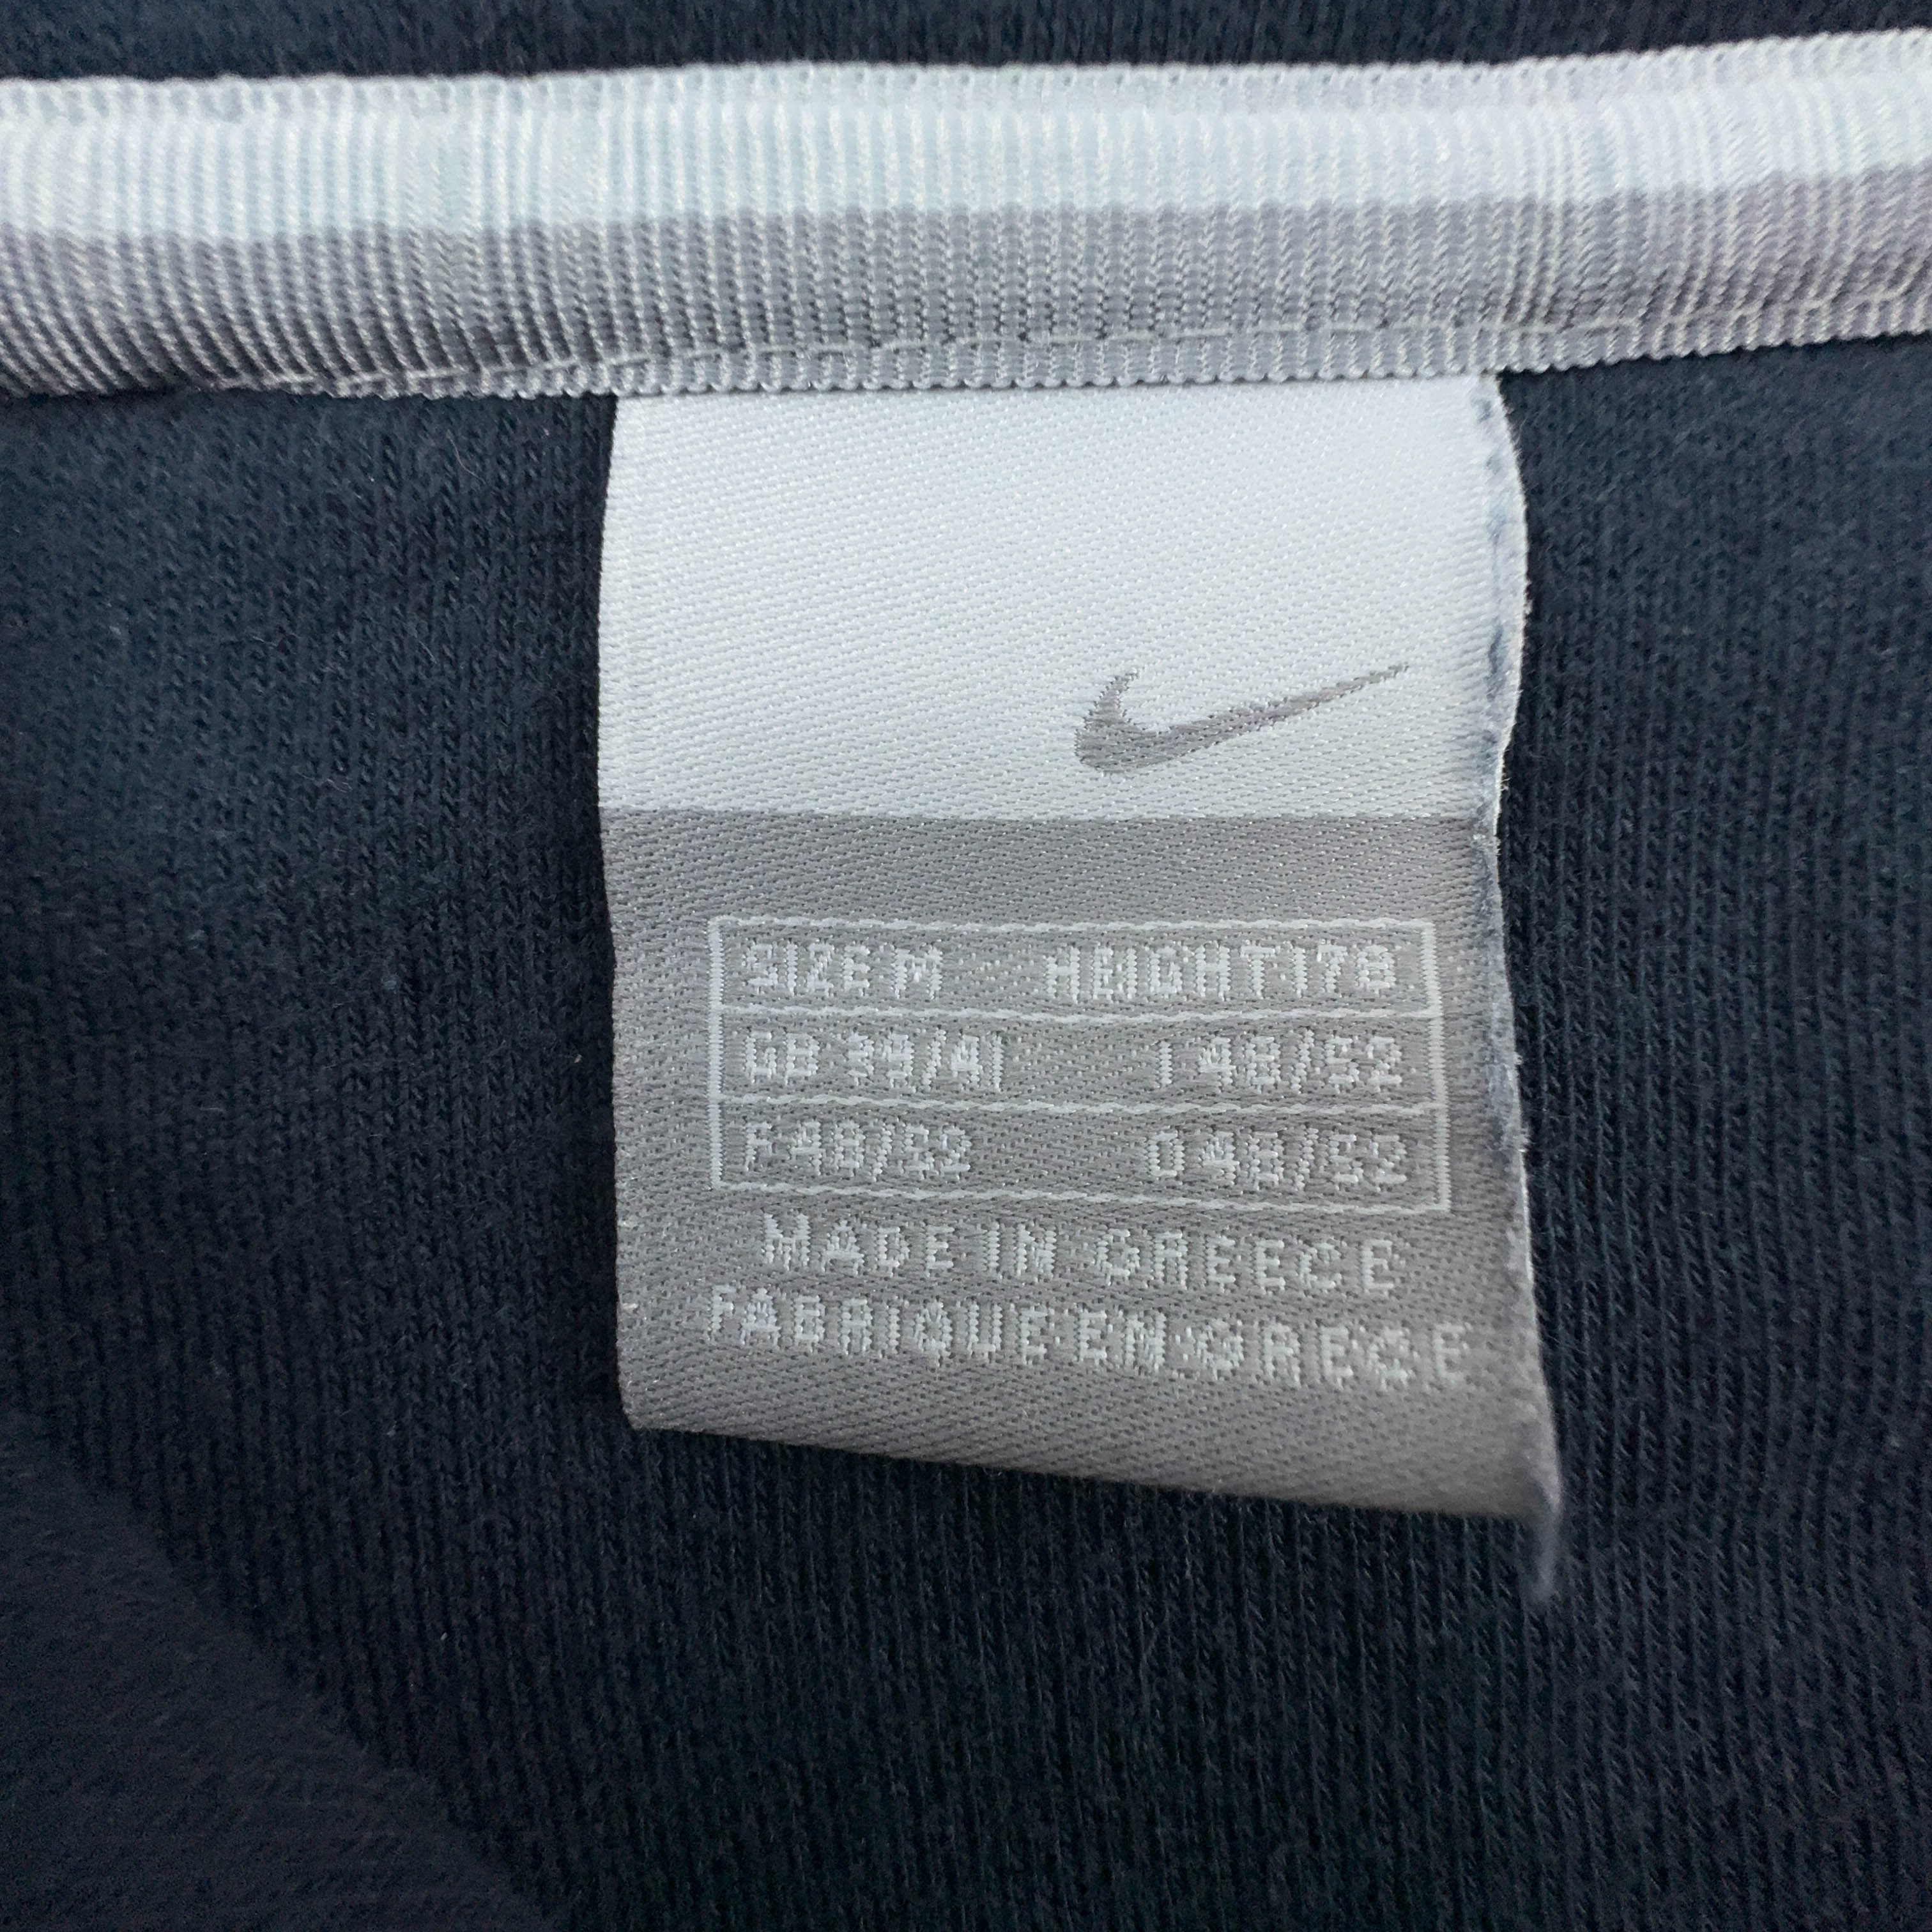 SIZE M HEIGHT 178
GB 39/41 I 48/52
F 48/52 D 48/52
MADE IN GREECE
FABRIQUE EN GRECE